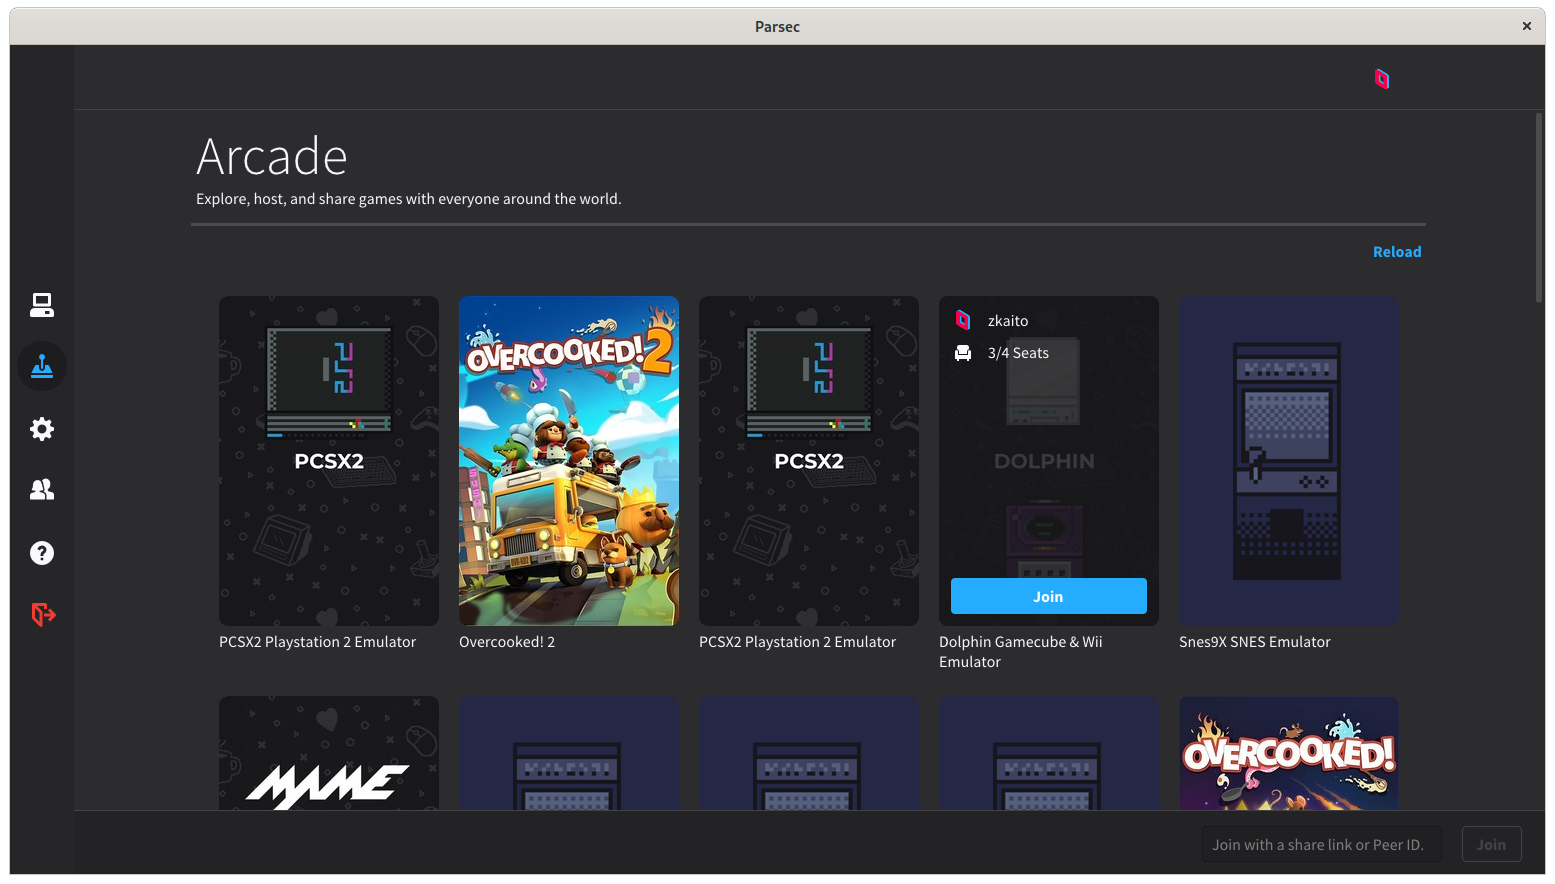 Parsec
Arcade
Explore, host, and share games with everyone around the world.
Reload
PCSX2
OVERCOOKED! 2
PCSX2
zkaito
3/4 Seats
DOLPHIN
Join
PCSX2 Playstation 2 Emulator
Overcooked! 2
PCSX2 Playstation 2 Emulator
Dolphin Gamecube & Wii
Emulator
Snes9X SNES Emulator
MAME
OVERCOOKED!
Join with a share link or Peer ID.
Join